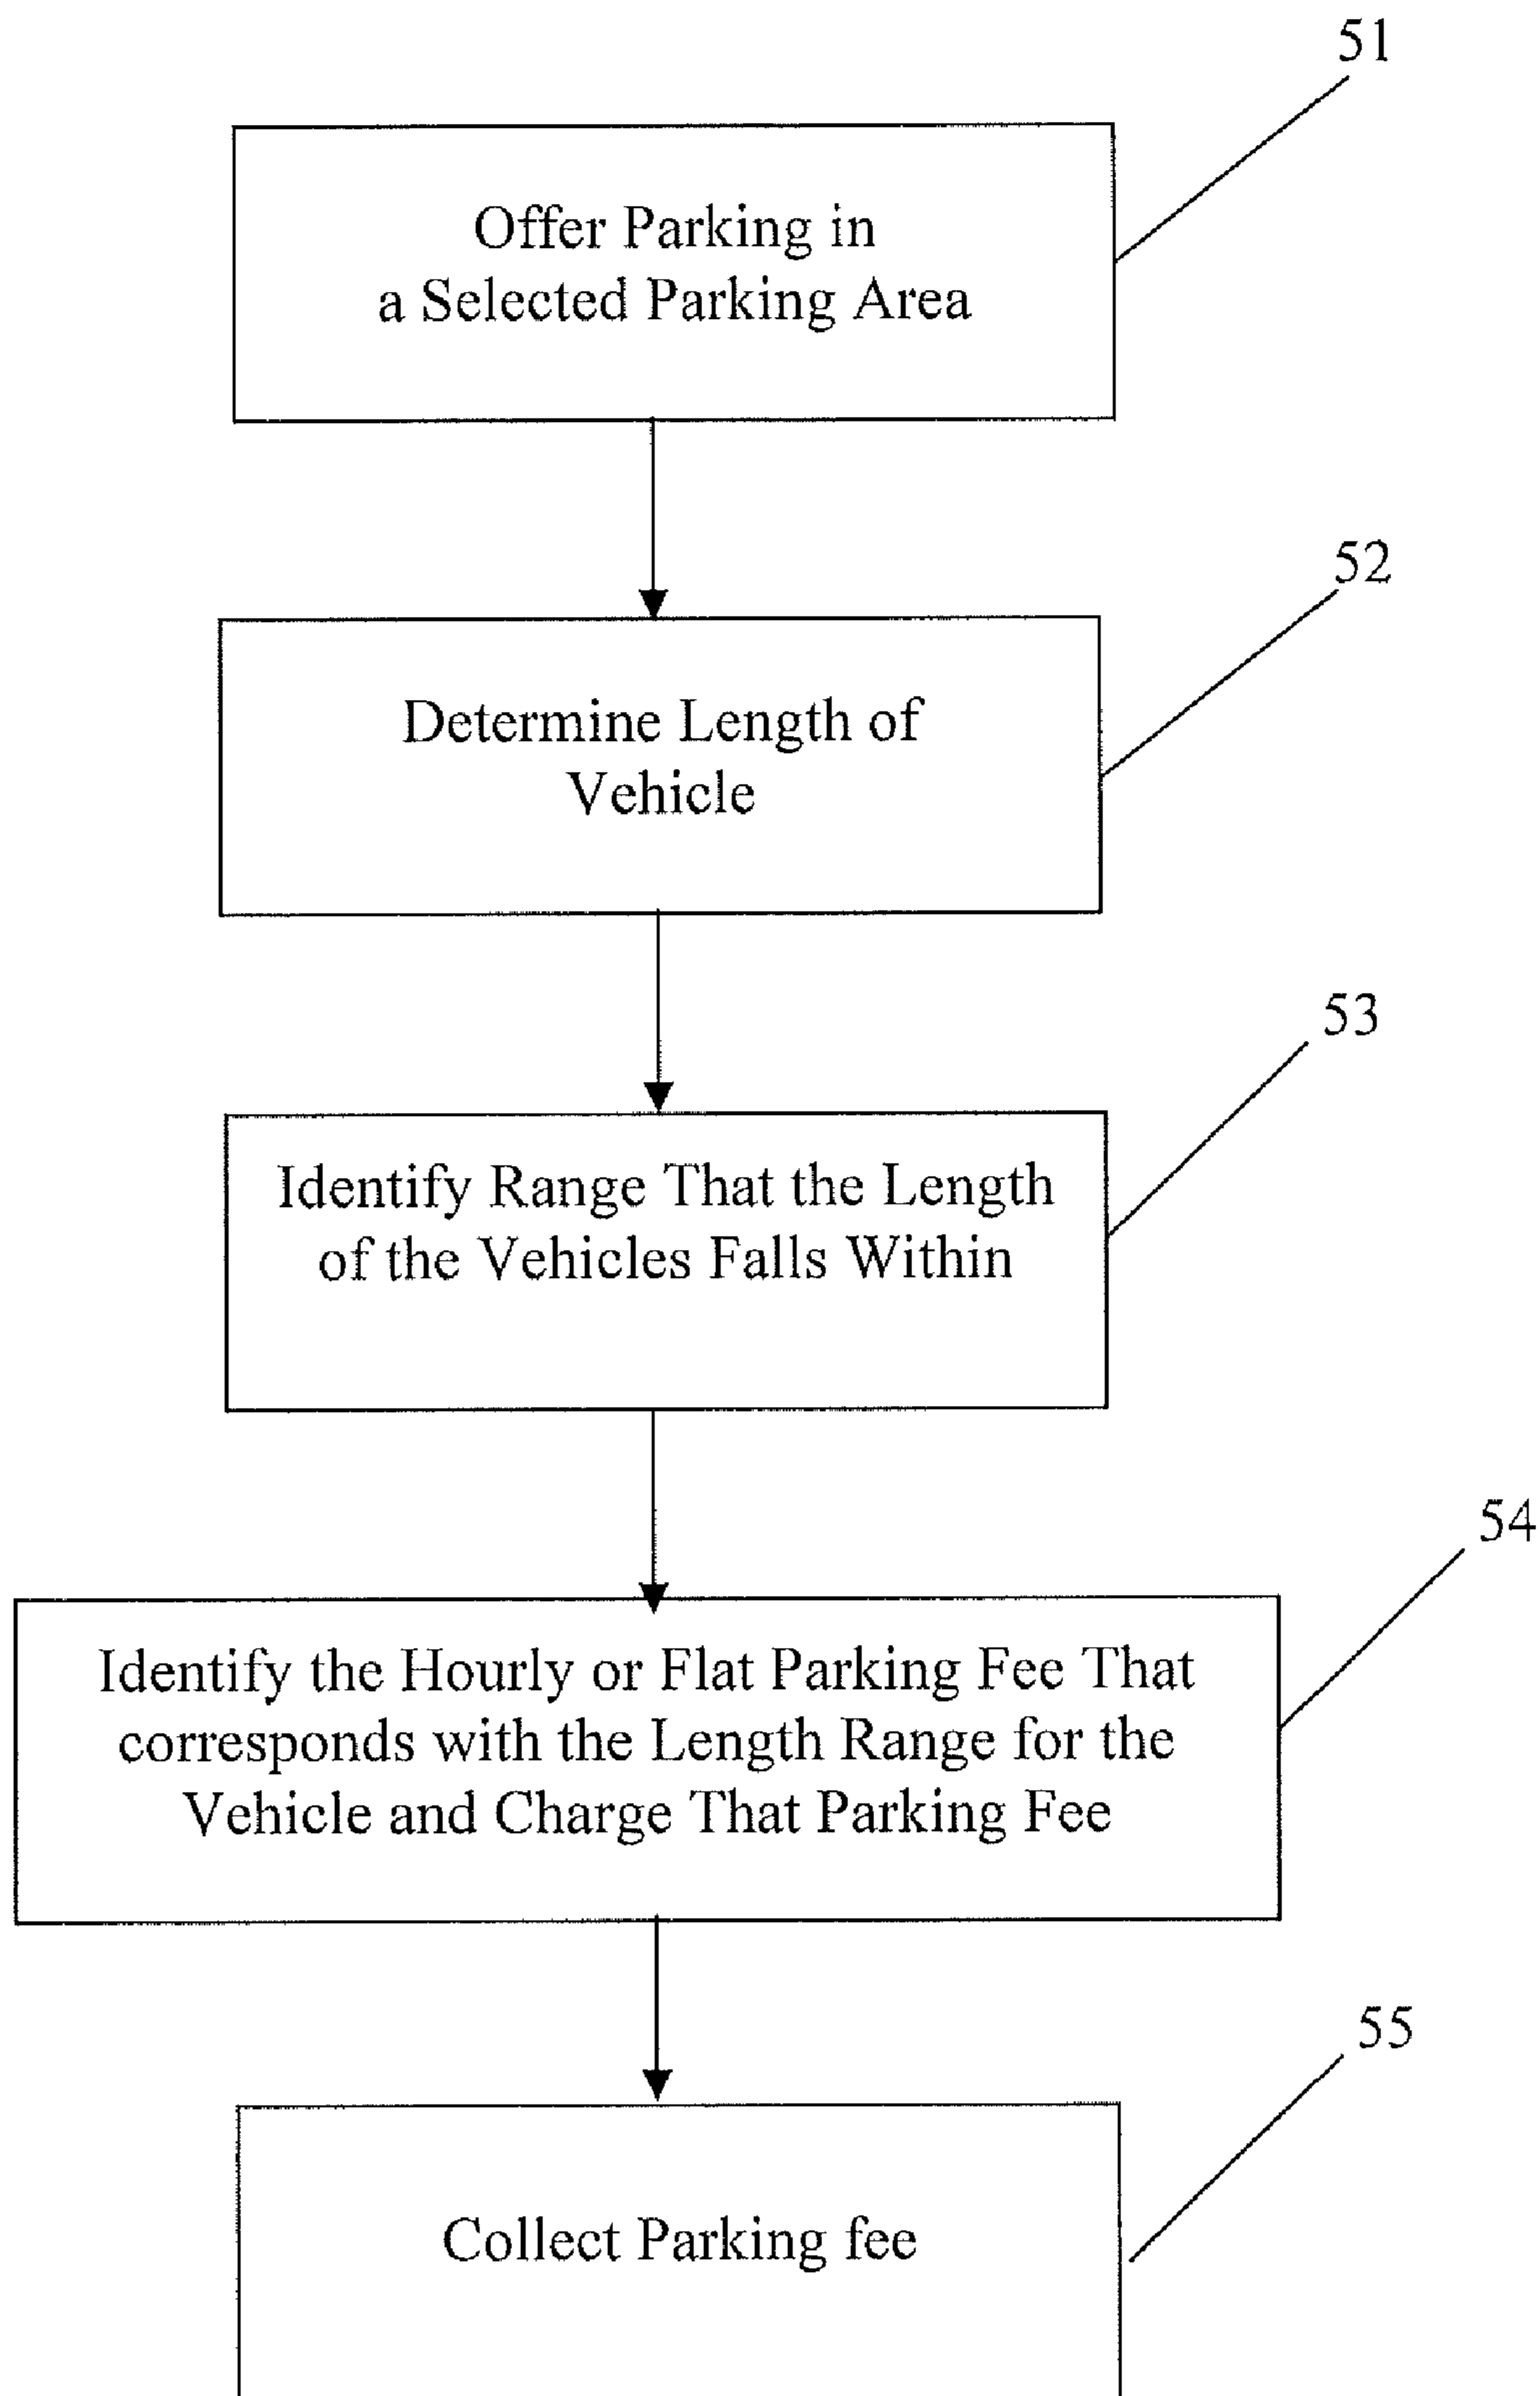 51
Offer Parking in
a Selected Parking Area
52
Determine Length of
Vehicle
53
Identify Range That the Length
of the Vehicles Falls Within
54
Identify the Hourly or Flat Parking Fee That
corresponds with the Length Range for the
Vehicle and Charge That Parking Fee
55
Collect Parking fee